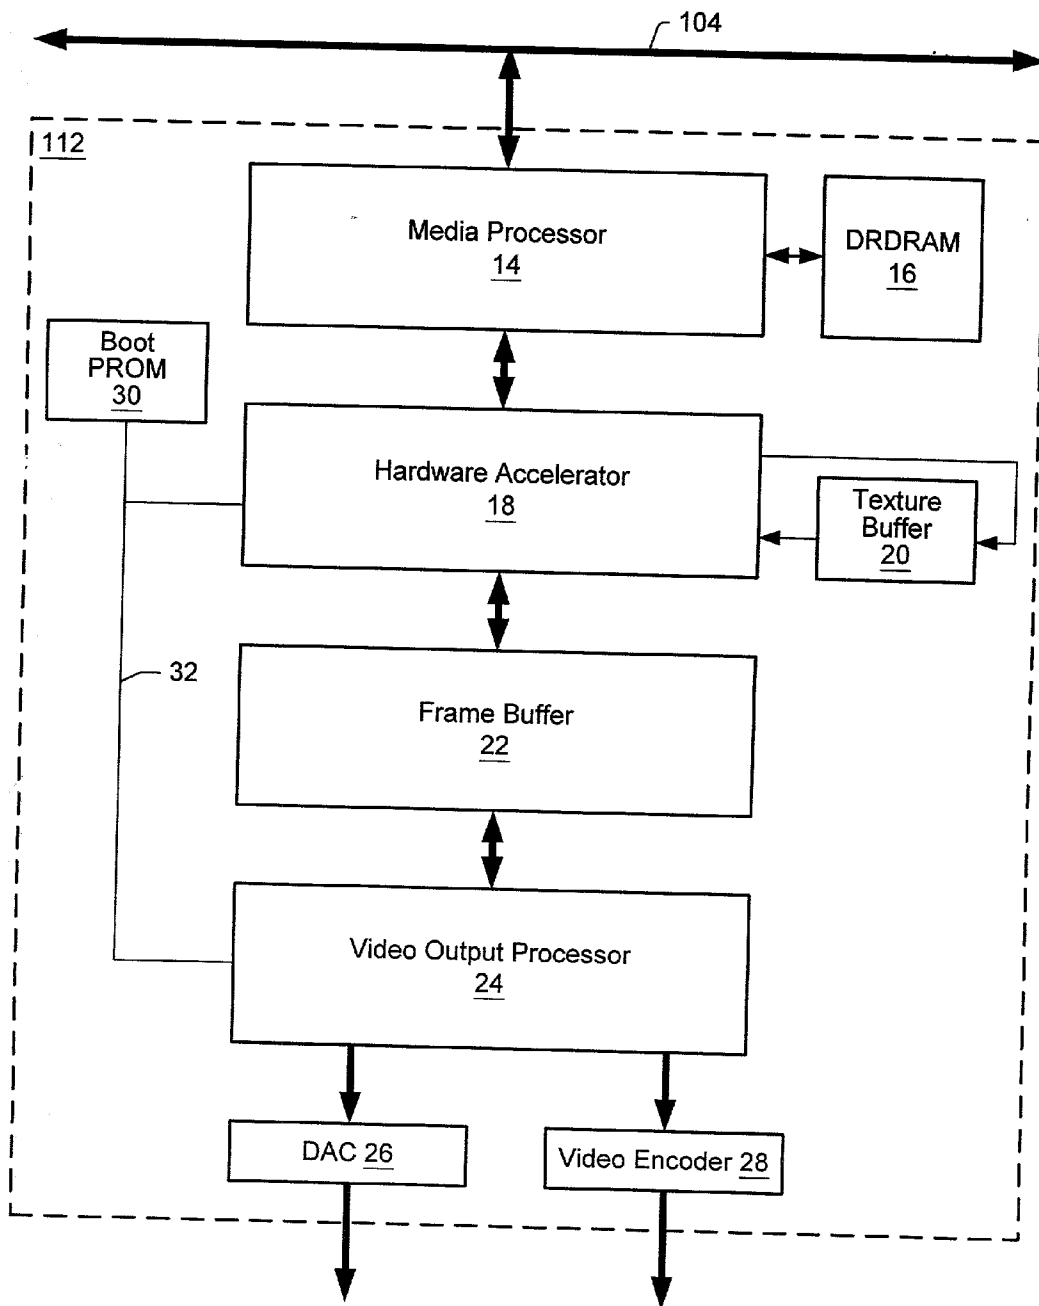 104
112
Media Processor
14
DRDRAM
16
Boot
PROM
30
Hardware Accelerator
18
Texture
Buffer
20
32
Frame Buffer
22
Video Output Processor
24
DAC 26
Video Encoder 28